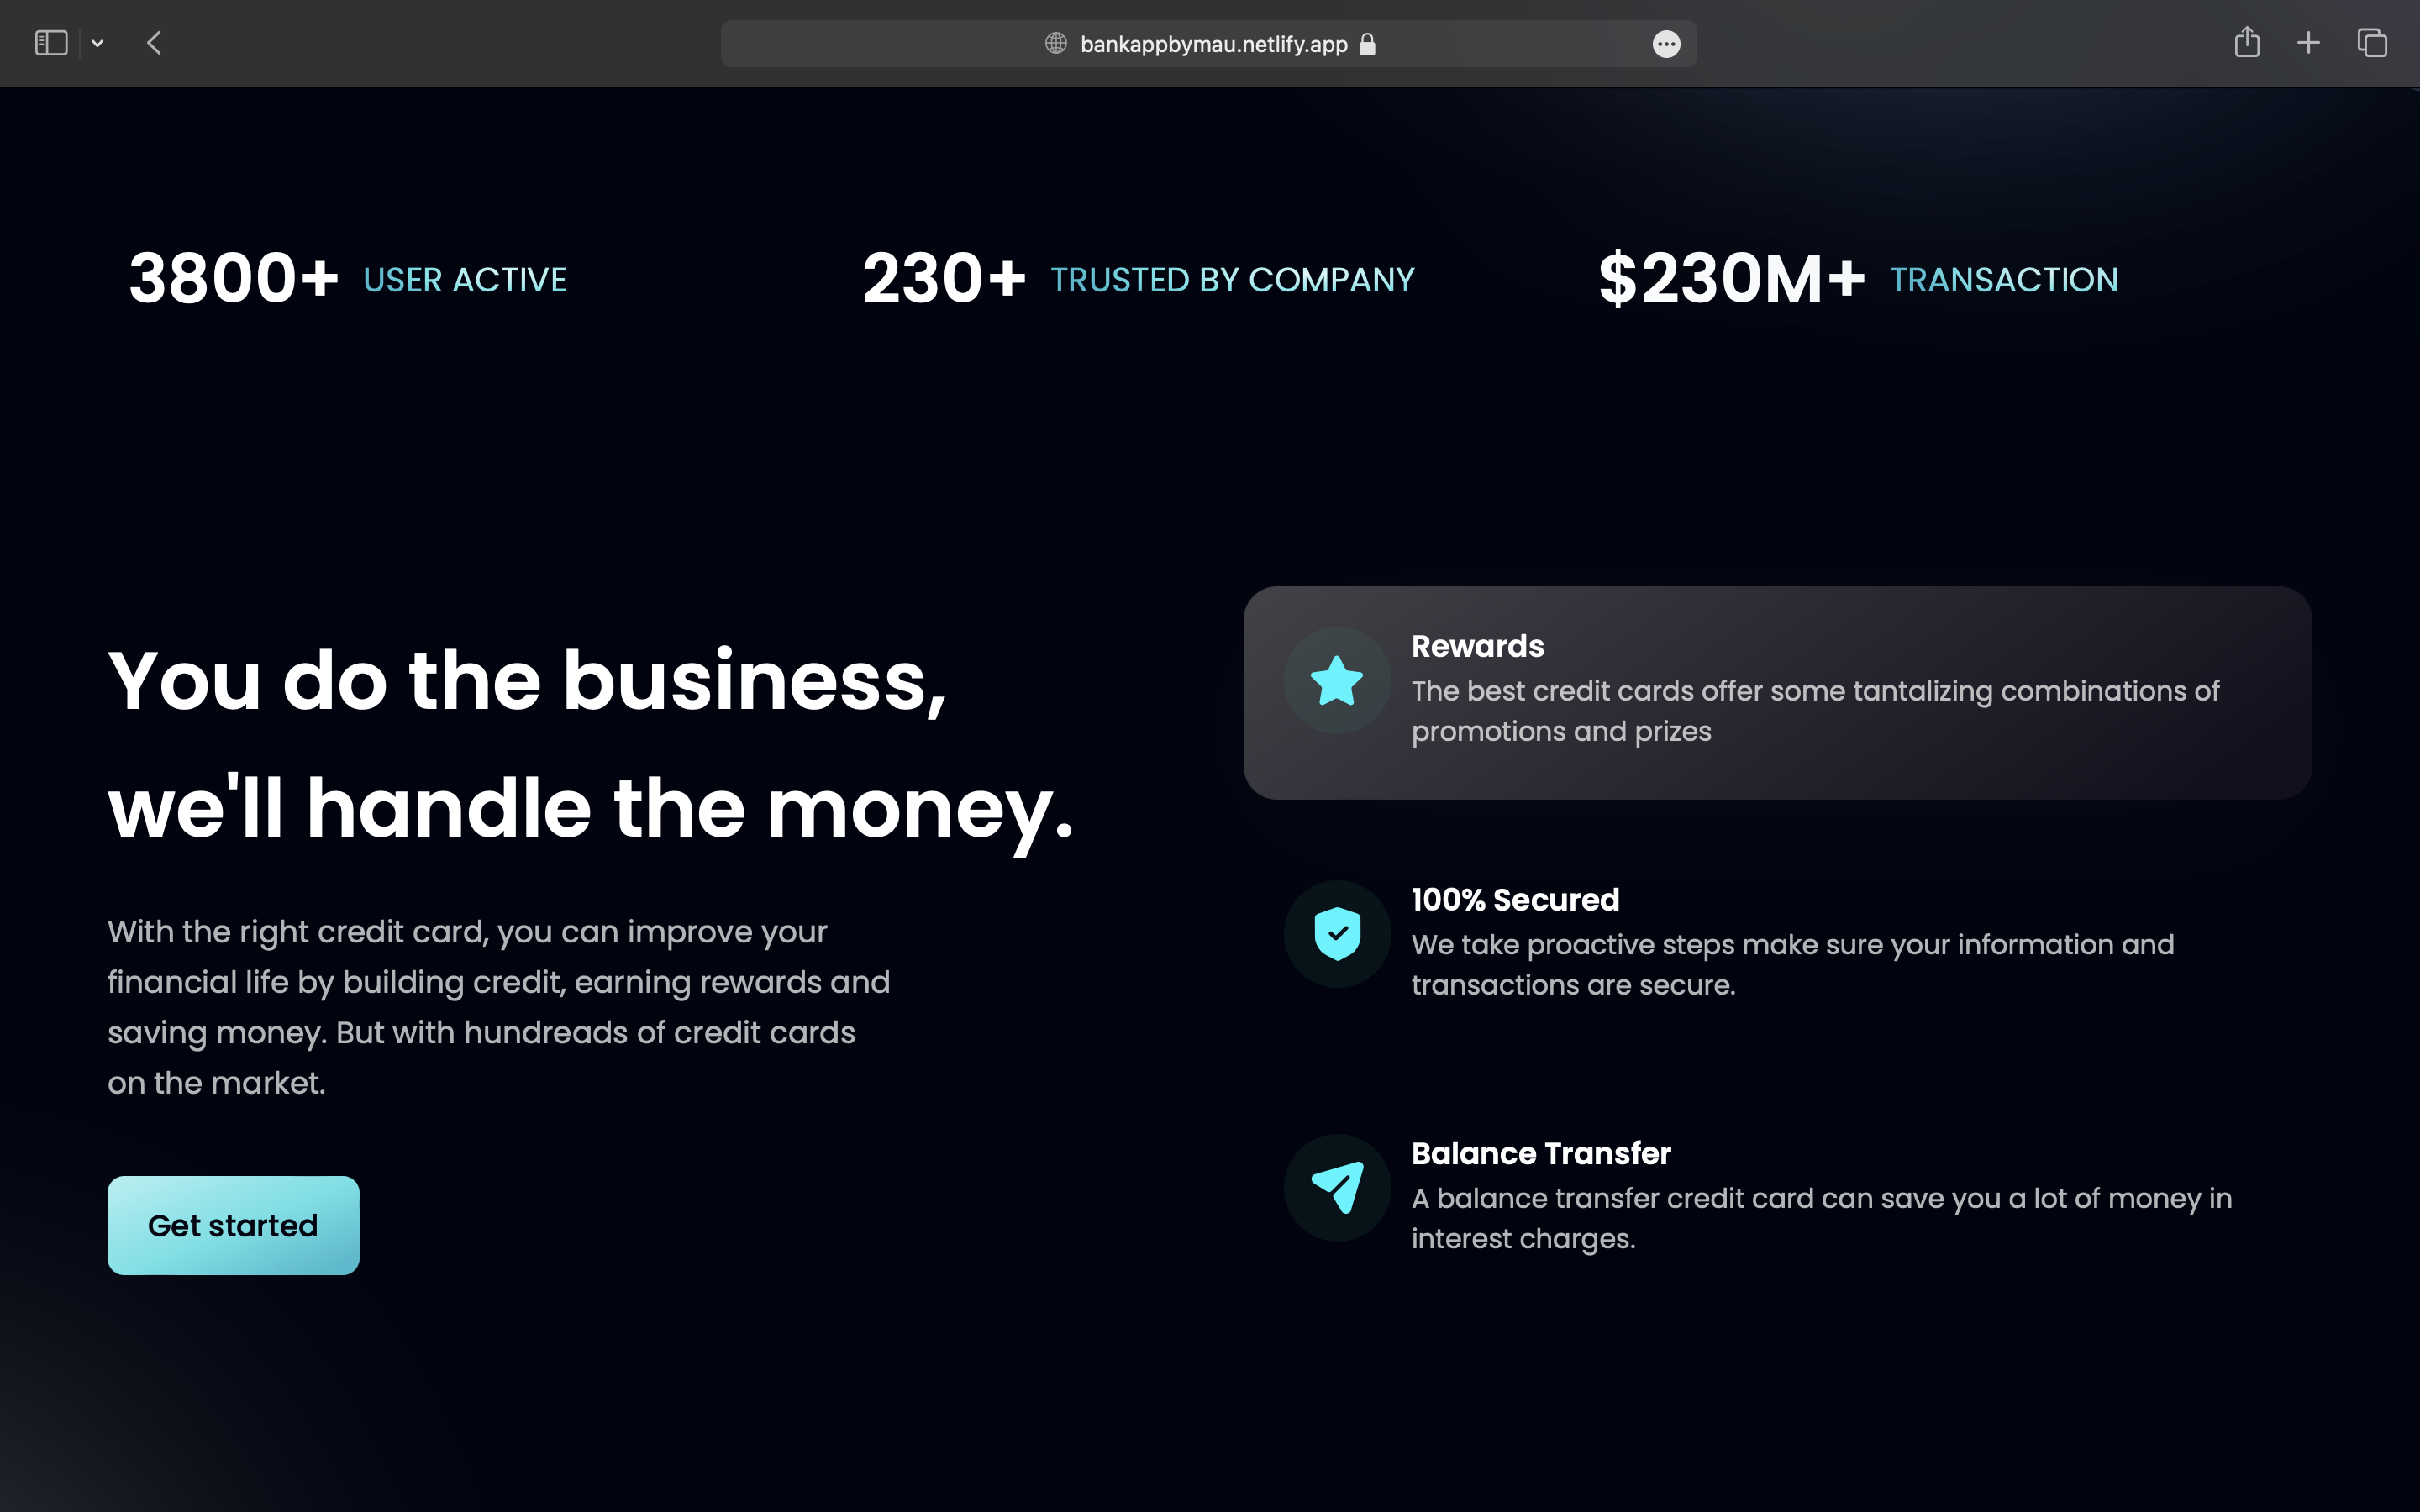 bankappbymau.netlify.app
3800+ USER ACTIVE
230+ TRUSTED BY COMPANY
$230M+ TRANSACTION
You do the business,
we'll handle the money.
With the right credit card, you can improve your
financial life by building credit, earning rewards and
saving money. But with hundreads of credit cards
on the market.
Get started
Rewards
The best credit cards offer some tantalizing combinations of
promotions and prizes
100% Secured
We take proactive steps make sure your information and
transactions are secure.
Balance Transfer
A balance transfer credit card can save you a lot of money in
interest charges.